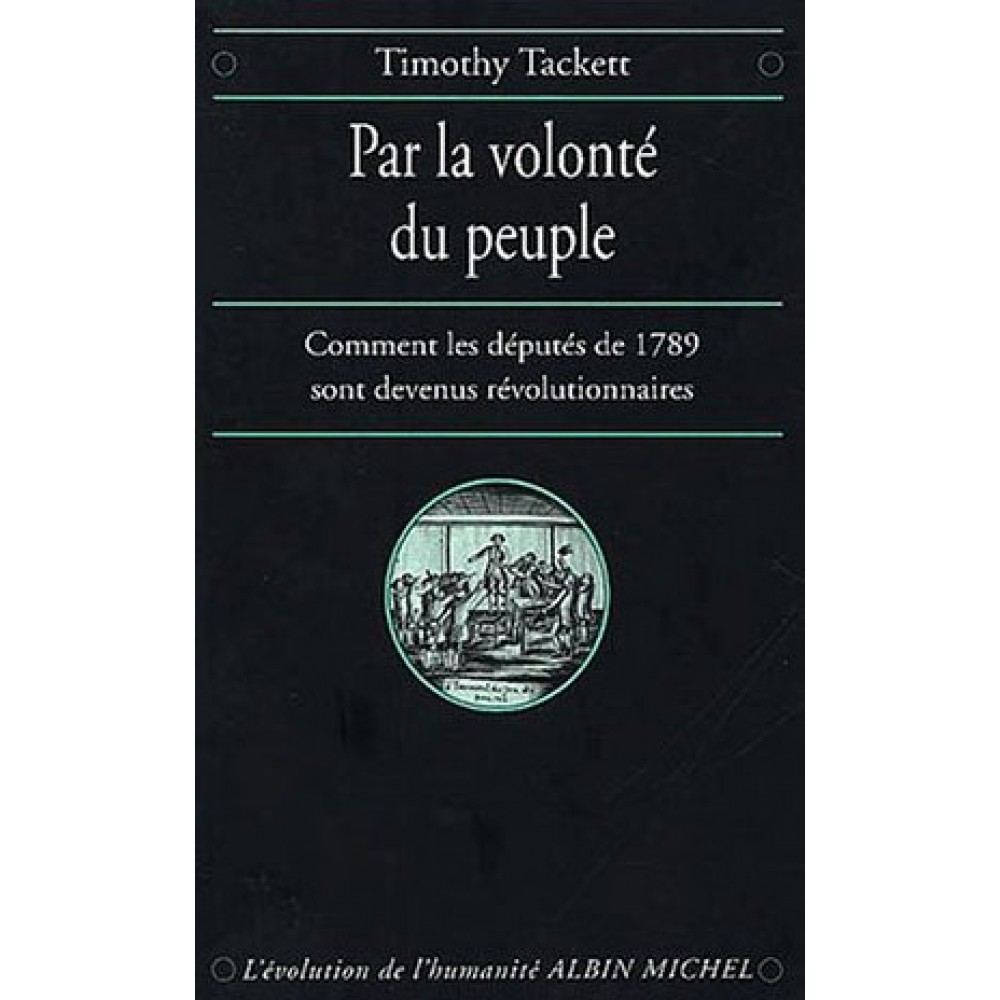 Timothy Tackett
Par la volonté
du peuple
Comment les députés de 1789
sont devenus révolutionnaires
L'évolution de l'humanité ALBIN MICHEL